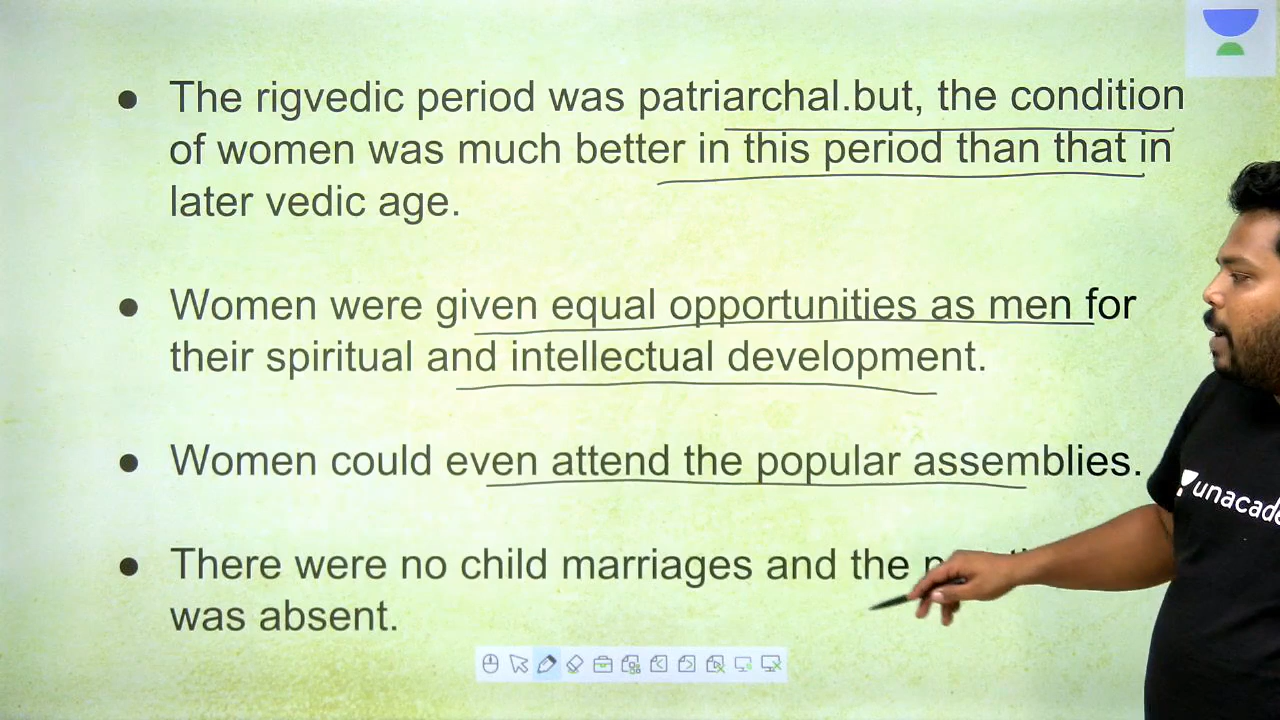 ● The rigvedic period was patriarchal.but, the condition
of women was much better in this period than that in
later vedic age.
● Women were given equal opportunities as men for
their spiritual and intellectual development.
● Women could even attend the popular assemblies.
● There were no child marriages and the
was absent.